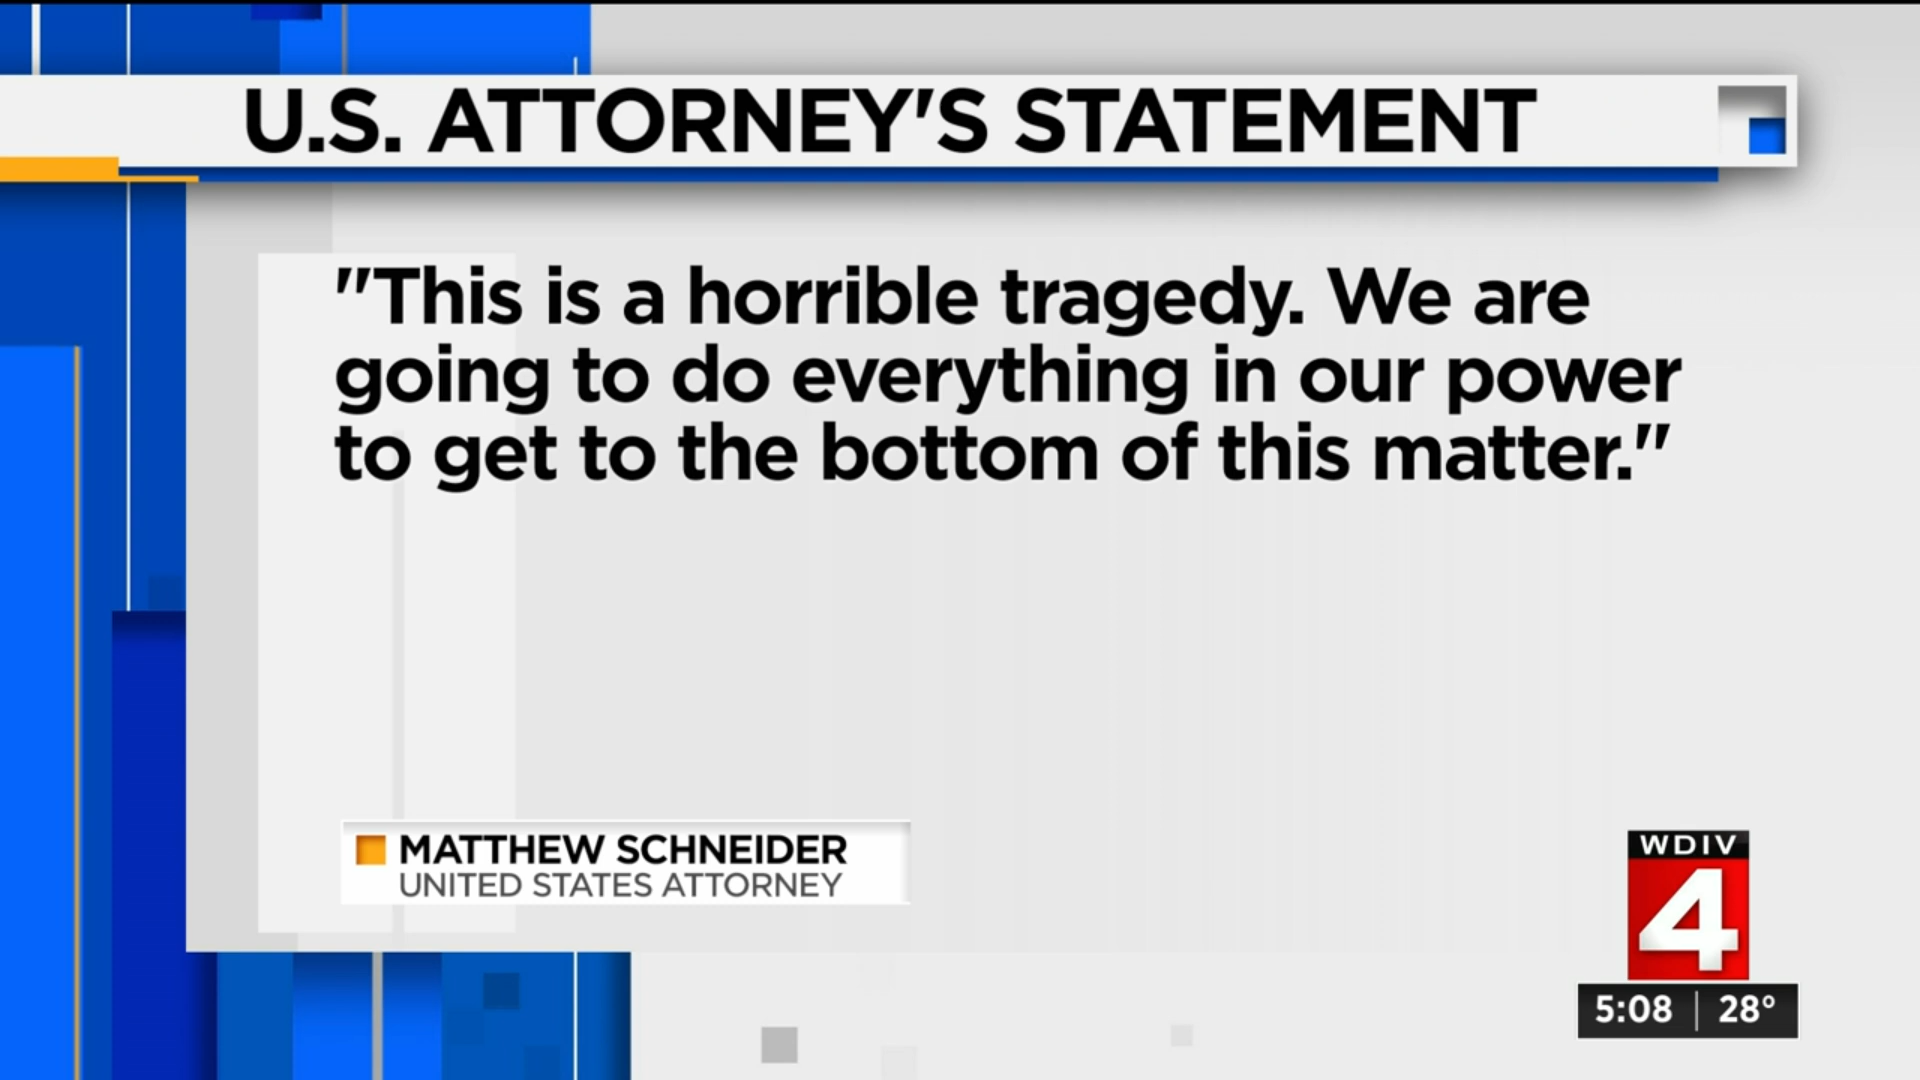 U.S. ATTORNEY'S STATEMENT
"This is a horrible tragedy. We are
going to do everything in our power
to get to the bottom of this matter."
MATTHEW SCHNEIDER
UNITED STATES ATTORNEY
WDIV
4
5:08 | 28°